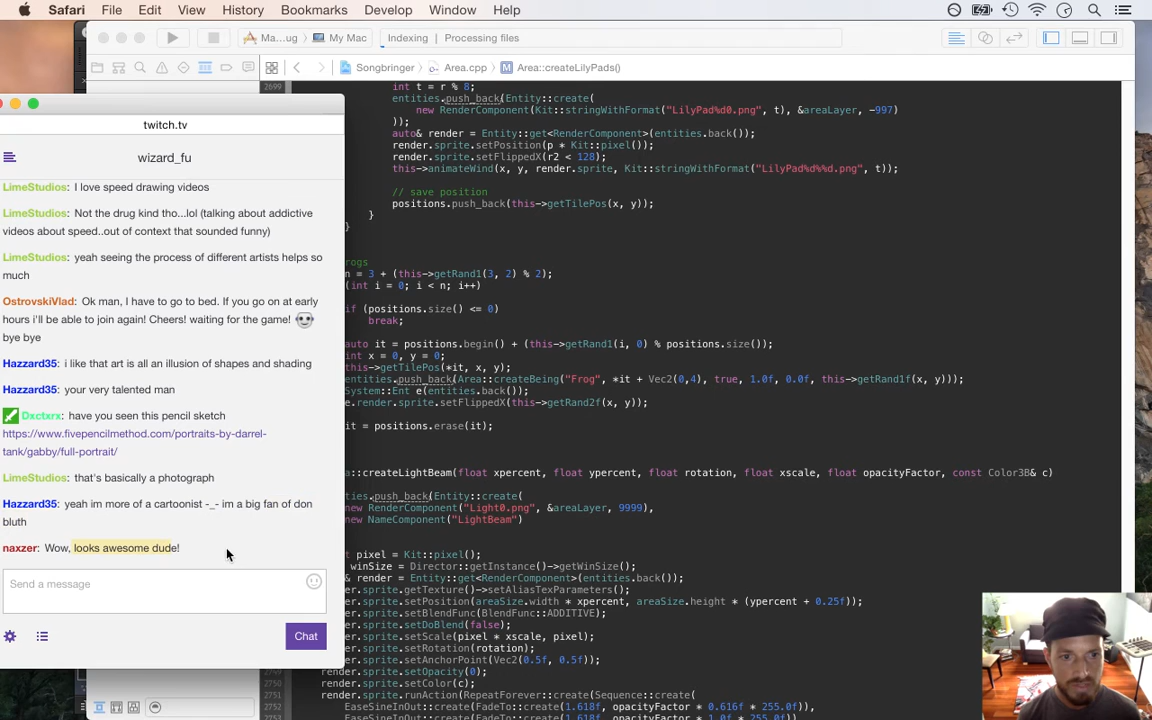 Safari File Edit View History Bookmarks Develop Window Help
Ma…ug My Mac Indexing | Processing files
Songbringer Area.cpp M Area::createLilyPads()
twitch.tv
wizard_fu
LimeStudios: I love speed drawing videos
LimeStudios: Not the drug kind tho...lol (talking about addictive
videos about speed..out of context that sounded funny)
LimeStudios: yeah seeing the process of different artists helps so
much
OstrovskiVlad: Ok man, I have to go to bed. If you go on at early
hours i'll be able to join again! Cheers! waiting for the game!
bye bye
Hazzard35: i like that art is all an illusion of shapes and shading
Hazzard35: your very talented man
Dxctxrx: have you seen this pencil sketch
https://www.fivepencilmethod.com/portraits-by-darrel-
tank/gabby/full-portrait/
LimeStudios: that's basically a photograph
Hazzard35: yeah im more of a cartoonist -_- im a big fan of don
bluth
naxzer: Wow, looks awesome dude!
Send a message
Chat
2699
int t = r % 8;
entities.push_back(Entity::create(
new RenderComponent(Kit::stringWithFormat("LilyPad%d0.png", t), &areaLayer, -997)
));
auto& render = Entity::get<RenderComponent>(entities.back());
render.sprite.setPosition(p * Kit::pixel());
render.sprite.setFlippedX(r2 < 128);
this->animateWind(x, y, render.sprite, Kit::stringWithFormat("LilyPad%d%%d.png", t));
// save position
positions.push_back(this->getTilePos(x, y));
}
}
rogs
n = 3 + (this->getRand1(3, 2) % 2);
(int i = 0; i < n; i++)
if (positions.size() <= 0)
break;
auto it = positions.begin() + (this->getRand1(i, 0) % positions.size());
int x = 0, y = 0;
this->getTilePos(*it, x, y);
entities.push_back(Area::createBeing("Frog", *it + Vec2(0,4), true, 1.0f, 0.0f, this->getRand1f(x, y)));
System::Ent e(entities.back());
e.render.sprite.setFlippedX(this->getRand2f(x, y));
it = positions.erase(it);
a::createLightBeam(float xpercent, float ypercent, float rotation, float xscale, float opacityFactor, const Color3B& c)
ties.push_back(Entity::create(
new RenderComponent("Light0.png", &areaLayer, 9999),
new NameComponent("LightBeam")
t pixel = Kit::pixel();
winSize = Director::getInstance()->getWinSize();
& render = Entity::get<RenderComponent>(entities.back());
er.sprite.getTexture()->setAliasTexParameters();
er.sprite.setPosition(areaSize.width * xpercent, areaSize.height * (ypercent + 0.25f));
er.sprite.setBlendFunc(BlendFunc::ADDITIVE);
er.sprite.setDoBlend(false);
er.sprite.setScale(pixel * xscale, pixel);
er.sprite.setRotation(rotation);
er.sprite.setAnchorPoint(Vec2(0.5f, 0.5f));
render.sprite.setOpacity(0);
render.sprite.setColor(c);
2751 render.sprite.runAction(RepeatForever::create(Sequence::create(
2752 EaseSineInOut::create(FadeTo::create(1.618f, opacityFactor * 0.616f * 255.0f)),